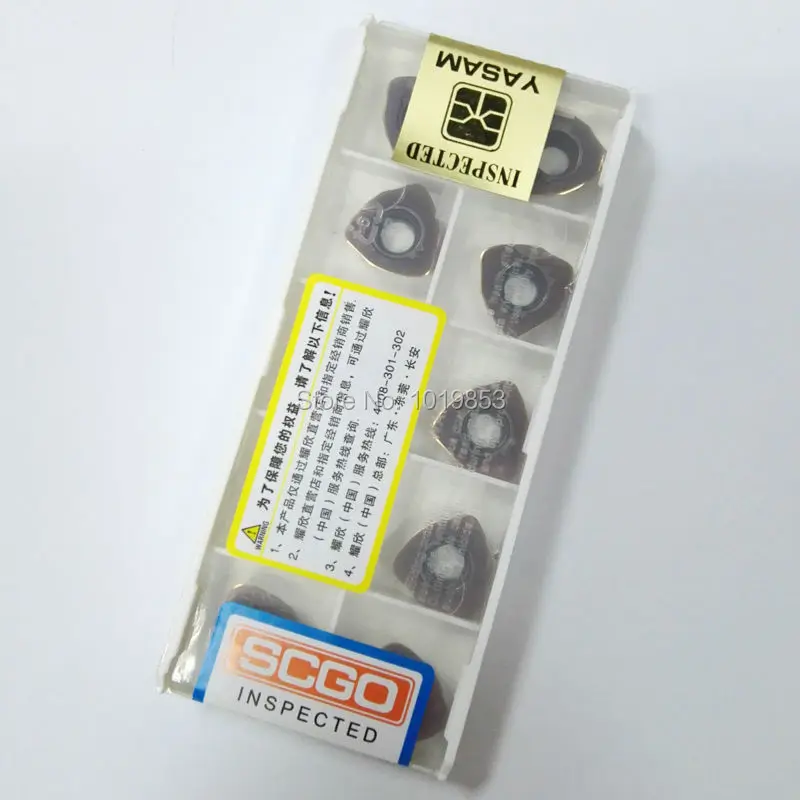 YASAM
INSPECTED
WARNING
为了保障您的权益，请了解以下信息！
1、本产品仅通过耀欣直营店和指定经销商销售.
2、耀欣直营店和指定经销商信息，可通过耀欣
（中国）服务热线查询.
3、耀欣（中国）服务热线：4008-301-302
4、耀欣（中国）总部：广东·东莞·长安
Store No: 1019853
SCGO
INSPECTED